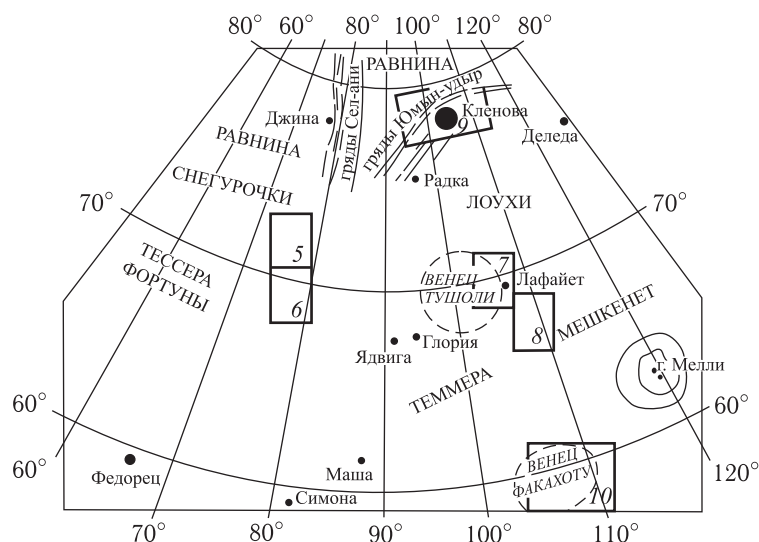 80° 60° 80° 100° 120° 80°
РАВНИНА
гряды Сел-ани
гряды Юмын-удыр
Кленова
9
Джина
Деледа
РАВНИНА
СНЕГУРОЧКИ
Радка
ЛОУХИ
70°
70°
5
ТЕССЕРА
ФОРТУНЫ
6
ВЕНЕЦ
ТУШОЛИ
7
Лафайет
8
МЕШКЕНЕТ
Ядвига
Глория
г. Мелли
ТЕММЕРА
60°
60°
60°
Федорец
Маша
Симона
ВЕНЕЦ
ФАКАХОТУ
10
120°
70° 80° 90° 100° 110°